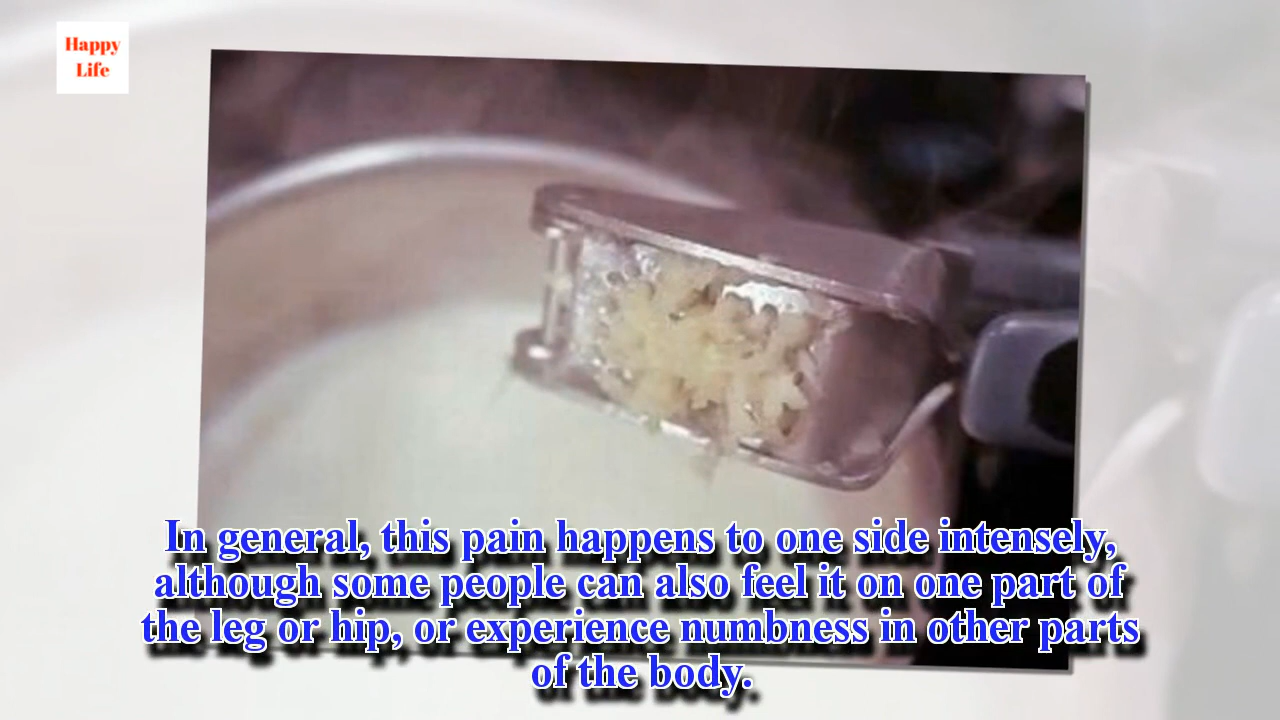 Happy
Life
In general, this pain happens to one side intensely,
although some people can also feel it on one part of
the leg or hip, or experience numbness in other parts
of the body.